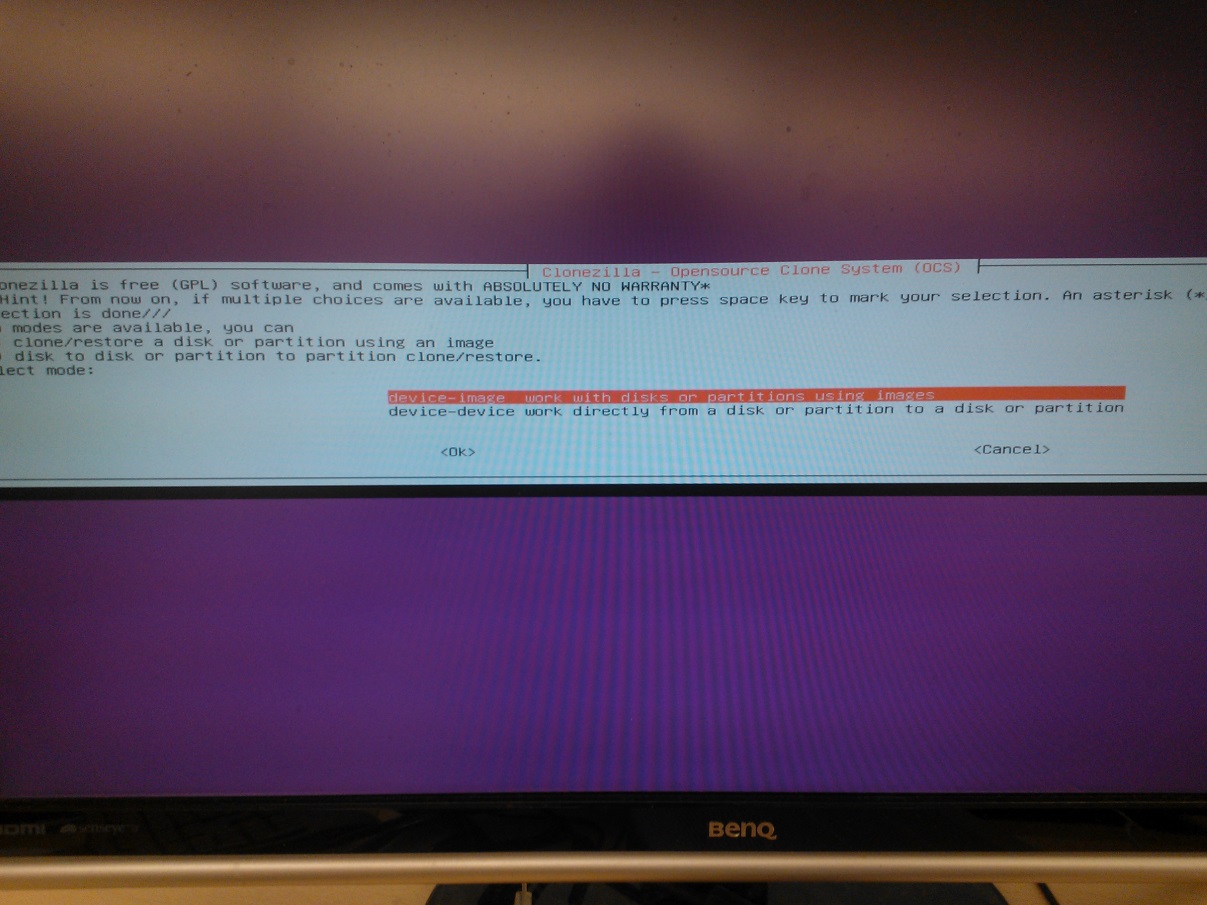 Clonezilla - Opensource Clone System (OCS)
onezilla is free (GPL) software, and comes with ABSOLUTELY NO WARRANTY*
Hint! From now on, if multiple choices are available, you have to press space key to mark your selection. An asterisk (*
ection is done///
modes are available, you can
clone/restore a disk or partition using an image
disk to disk or partition to partition clone/restore.
lect mode:
device-image work with disks or partitions using images
device-device work directly from a disk or partition to a disk or partition
<Ok> <Cancel>
HDMI senseye
BenQ